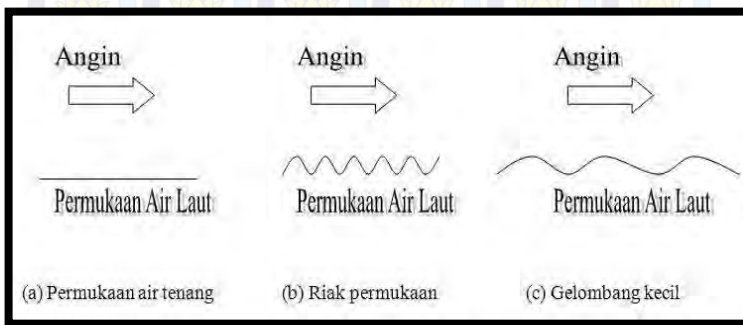 Angin
Angin
Angin
Permukaan Air Laut
Permukaan Air Laut
Permukaan Air Laut
(a) Permukaan air tenang
(b) Riak permukaan
(c) Gelombang kecil